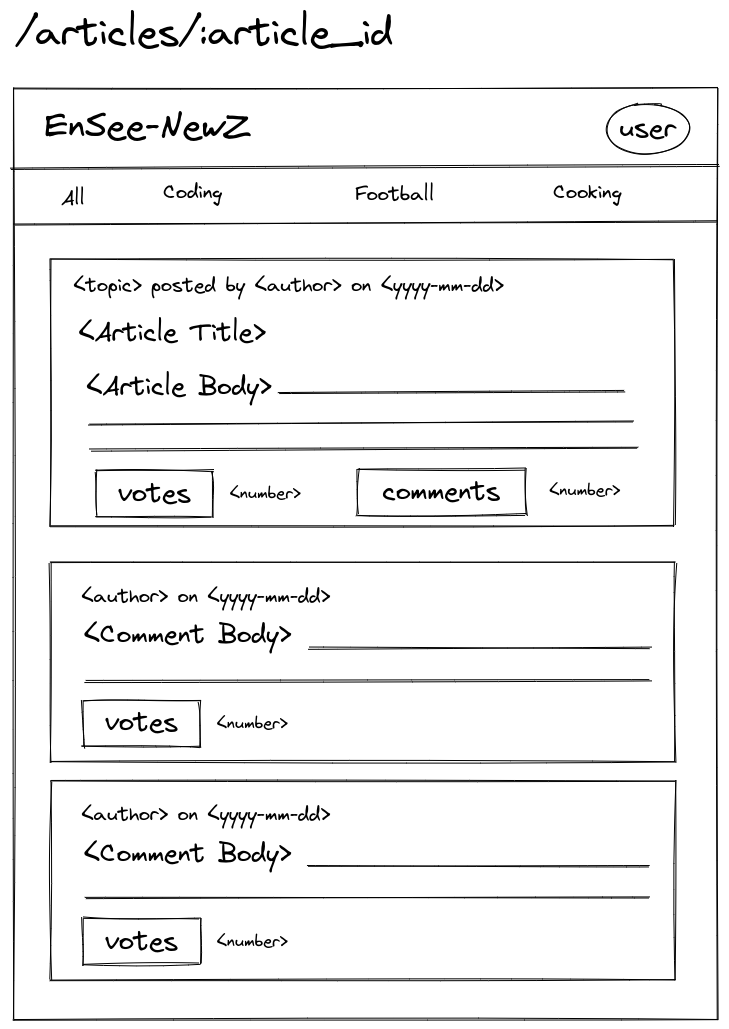 /articles/:article_id
EnSee-NewZ
user
All Coding Football Cooking
<topic> posted by <author> on <yyyy-mm-dd>
<Article Title>
<Article Body>
votes <number> comments <number>
<author> on <yyyy-mm-dd>
<Comment Body>
votes <number>
<author> on <yyyy-mm-dd>
<Comment Body>
votes <number>